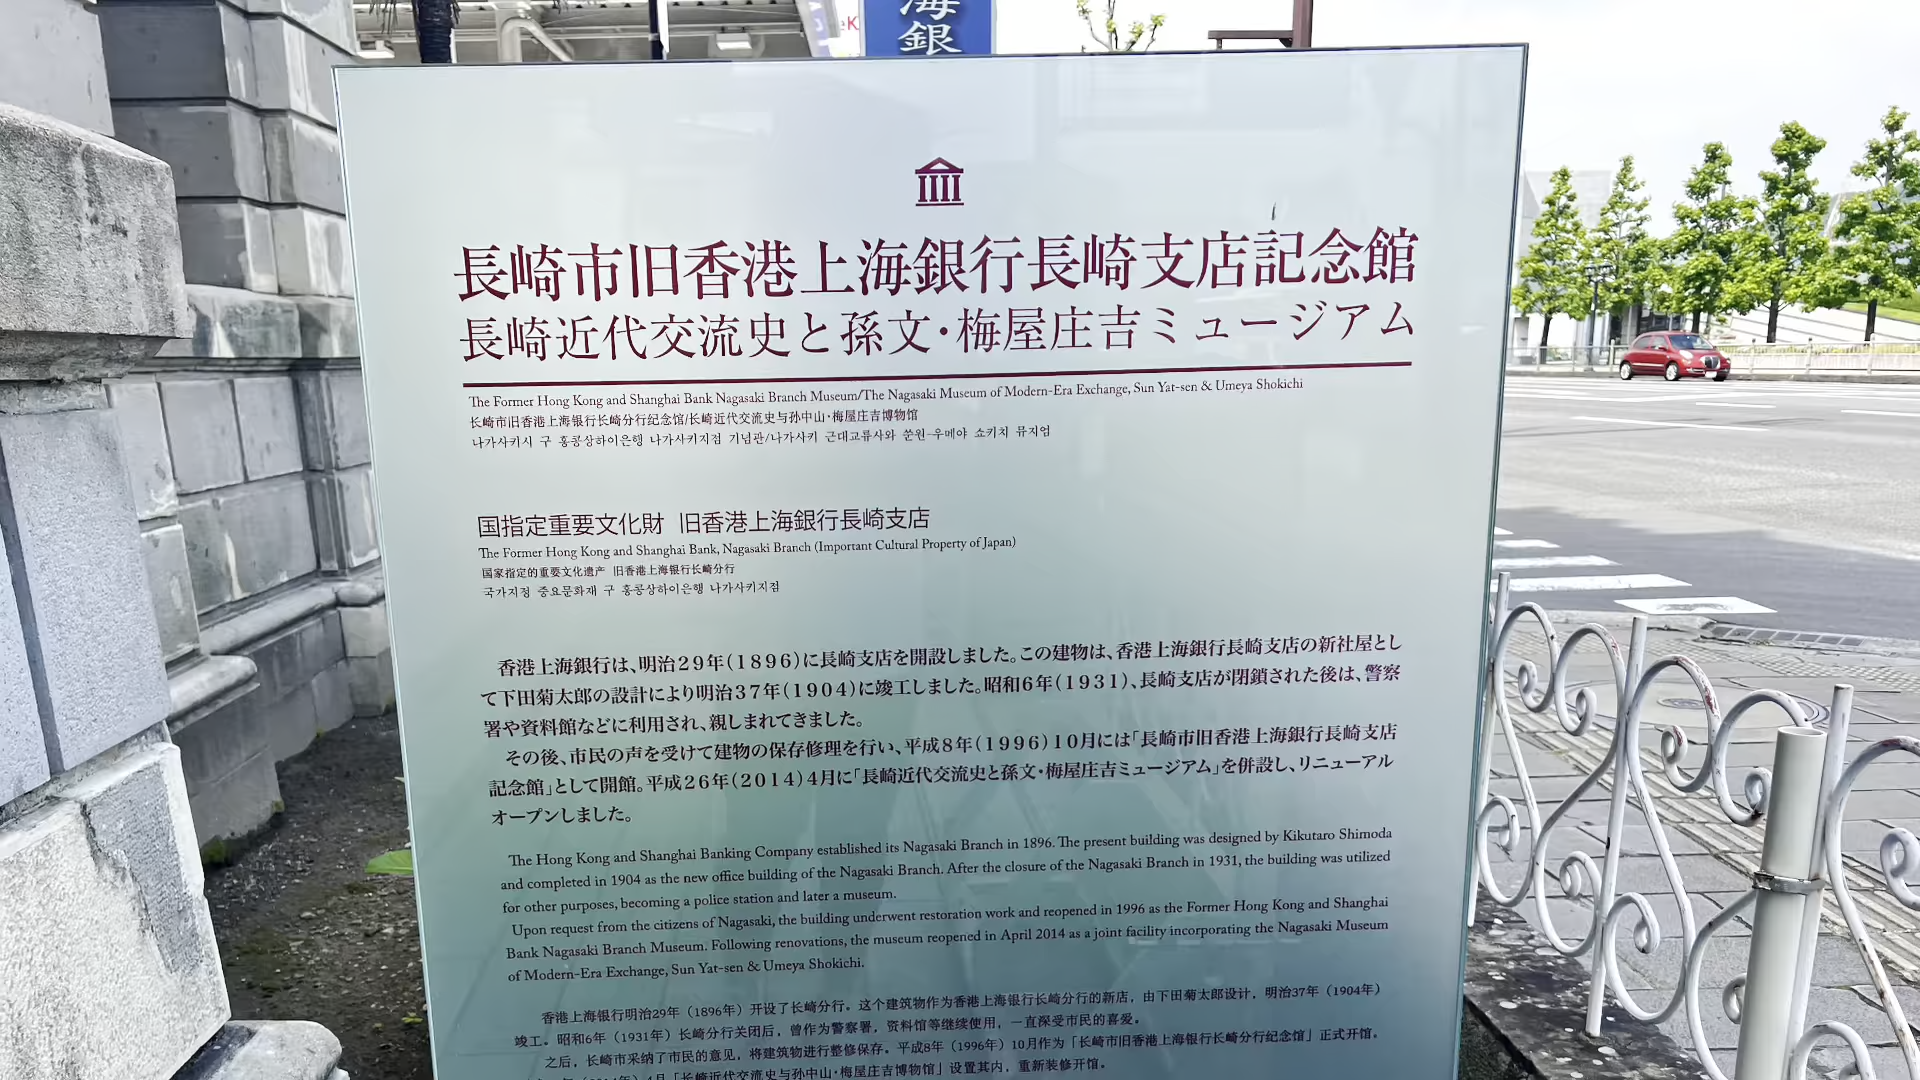 海銀
長崎市旧香港上海銀行長崎支店記念館
長崎近代交流史と孫文・梅屋庄吉ミュージアム
The Former Hong Kong and Shanghai Bank Nagasaki Branch Museum/The Nagasaki Museum of Modern-Era Exchange, Sun Yat-sen & Umeya Shokichi
长崎市旧香港上海银行长崎分行纪念馆/长崎近代交流史与孙中山·梅屋庄吉博物馆
나가사키시 구 홍콩상하이은행 나가사키지점 기념관/나가사키 근대교류사와 쑨원-우메야 쇼키치 뮤지엄
国指定重要文化財 旧香港上海銀行長崎支店
The Former Hong Kong and Shanghai Bank, Nagasaki Branch (Important Cultural Property of Japan)
国家指定的重要文化遗产 旧香港上海银行长崎分行
국가지정 중요문화재 구 홍콩상하이은행 나가사키지점
香港上海銀行は、明治29年(1896)に長崎支店を開設しました。この建物は、香港上海銀行長崎支店の新社屋とし
て下田菊太郎の設計により明治37年(1904)に竣工しました。昭和6年(1931)、長崎支店が閉鎖された後は、警察
署や資料館などに利用され、親しまれてきました。
その後、市民の声を受けて建物の保存修理を行い、平成8年(1996)10月には「長崎市旧香港上海銀行長崎支店
記念館」として開館。平成26年(2014)4月に「長崎近代交流史と孫文・梅屋庄吉ミュージアム」を併設し、リニューアル
オープンしました。
The Hong Kong and Shanghai Banking Company established its Nagasaki Branch in 1896. The present building was designed by Kikutaro Shimoda
and completed in 1904 as the new office building of the Nagasaki Branch. After the closure of the Nagasaki Branch in 1931, the building was utilized
for other purposes, becoming a police station and later a museum.
Upon request from the citizens of Nagasaki, the building underwent restoration work and reopened in 1996 as the Former Hong Kong and Shanghai
Bank Nagasaki Branch Museum. Following renovations, the museum reopened in April 2014 as a joint facility incorporating the Nagasaki Museum
of Modern-Era Exchange, Sun Yat-sen & Umeya Shokichi.
香港上海银行明治29年（1896年）开设了长崎分行。这个建筑物作为香港上海银行长崎分行的新店，由下田菊太郎设计，明治37年（1904年）
竣工。昭和6年（1931年）长崎分行关闭后，曾作为警察署，资料馆等继续使用，一直深受市民的喜爱。
之后，长崎市采纳了市民的意见，将建筑物进行整修保存。平成8年（1996年）10月作为「长崎市旧香港上海银行长崎分行纪念馆」正式开馆。
年（2014年）4月「长崎近代交流史与孙中山·梅屋庄吉博物馆」设置其内，重新装修开馆。